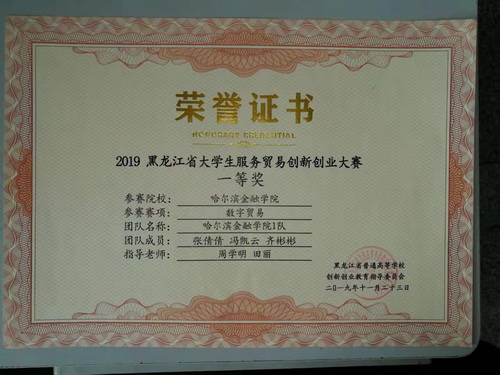 荣誉证书
HONORARY CREDENTIAL
2019 黑龙江省大学生服务贸易创新创业大赛
一等奖
参赛院校: 哈尔滨金融学院
参赛赛项: 数字贸易
团队名称: 哈尔滨金融学院1队
团队成员: 张倩倩 冯凯云 齐彬彬
指导老师: 周学明 田丽
黑龙江省普通高等学校
创新创业教育指导委员会
二〇一九年十一月二十三日